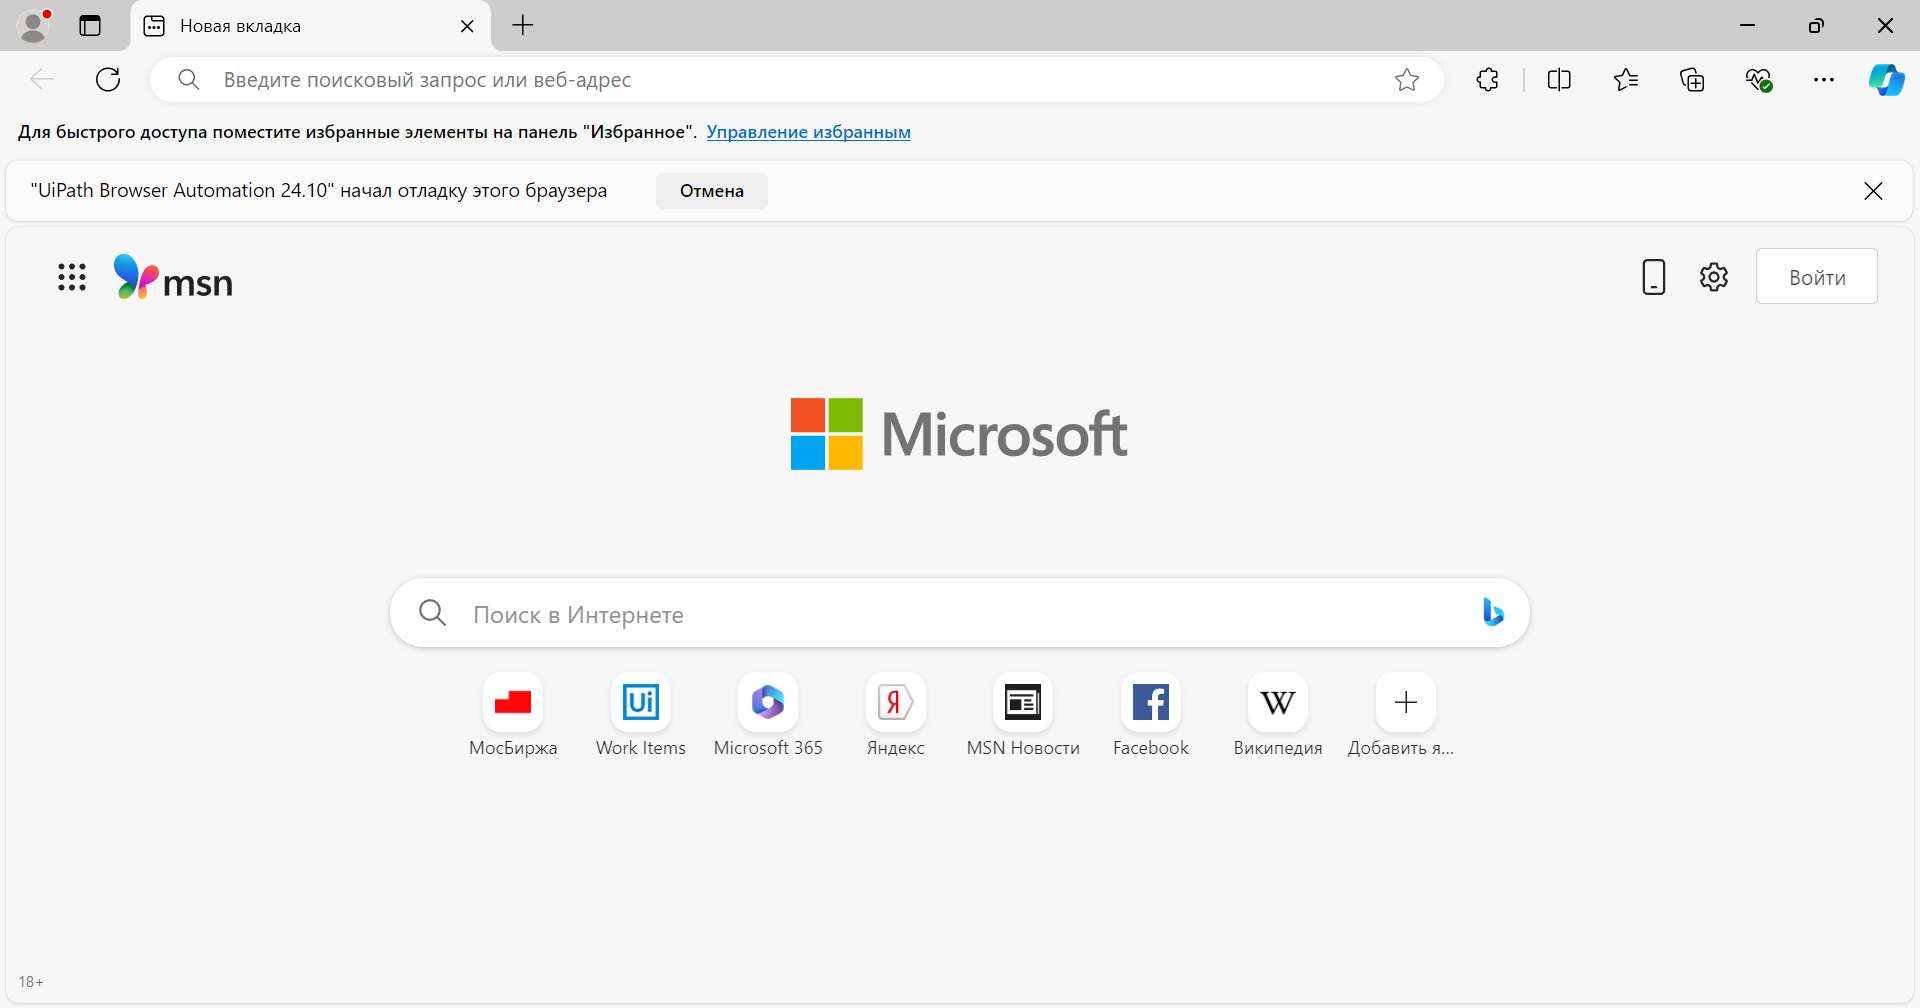 Новая вкладка
Введите поисковый запрос или веб-адрес
Для быстрого доступа поместите избранные элементы на панель "Избранное". Управление избранным
"UiPath Browser Automation 24.10" начал отладку этого браузера Отмена
msn
Войти
Microsoft
Поиск в Интернете
Ui Я f W
МосБиржа Work Items Microsoft 365 Яндекс MSN Новости Facebook Википедия Добавить я...
18+